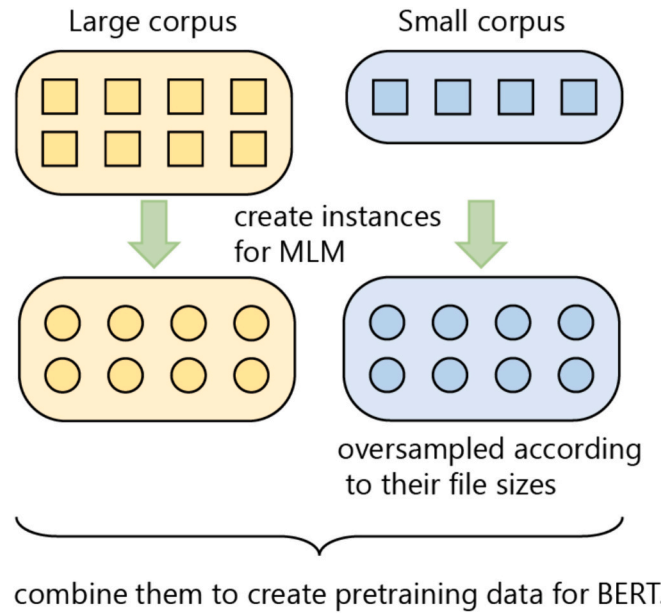 Large corpus
Small corpus
create instances
for MLM
oversampled according
to their file sizes
combine them to create pretraining data for BERT.